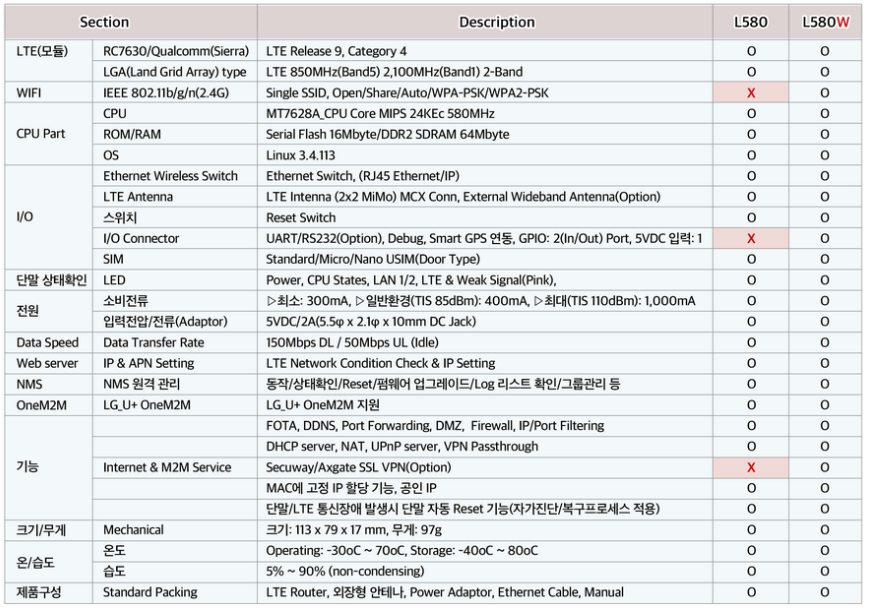 Section Description L580 L580W
LTE(모듈) RC7630/Qualcomm(Sierra) LTE Release 9, Category 4 O O
LGA(Land Grid Array) type LTE 850MHz(Band5) 2,100MHz(Band1) 2-Band O O
WIFI IEEE 802.11b/g/n(2.4G) Single SSID, Open/Share/Auto/WPA-PSK/WPA2-PSK X O
CPU Part CPU MT7628A_CPU Core MIPS 24KEc 580MHz O O
ROM/RAM Serial Flash 16Mbyte/DDR2 SDRAM 64Mbyte O O
OS Linux 3.4.113 O O
I/O Ethernet Wireless Switch Ethernet Switch, (RJ45 Ethernet/IP) O O
LTE Antenna LTE Intenna (2x2 MiMo) MCX Conn, External Wideband Antenna(Option) O O
스위치 Reset Switch O O
I/O Connector UART/RS232(Option), Debug, Smart GPS 연동, GPIO: 2(In/Out) Port, 5VDC 입력: 1 X O
SIM Standard/Micro/Nano USIM(Door Type) O O
단말 상태확인 LED Power, CPU States, LAN 1/2, LTE & Weak Signal(Pink), O O
전원 소비전류 ▷최소: 300mA, ▷일반환경(TIS 85dBm): 400mA, ▷최대(TIS 110dBm): 1,000mA O O
입력전압/전류(Adaptor) 5VDC/2A(5.5φ x 2.1φ x 10mm DC Jack) O O
Data Speed Data Transfer Rate 150Mbps DL / 50Mbps UL (Idle) O O
Web server IP & APN Setting LTE Network Condition Check & IP Setting O O
NMS NMS 원격 관리 동작/상태확인/Reset/펌웨어 업그레이드/Log 리스트 확인/그룹관리 등 O O
OneM2M LG_U+ OneM2M LG_U+ OneM2M 지원 O O
기능 Internet & M2M Service FOTA, DDNS, Port Forwarding, DMZ, Firewall, IP/Port Filtering O O
DHCP server, NAT, UPnP server, VPN Passthrough O O
Secuway/Axgate SSL VPN(Option) X O
MAC에 고정 IP 할당 기능, 공인 IP O O
단말/LTE 통신장애 발생시 단말 자동 Reset 기능(자가진단/복구프로세스 적용) O O
크기/무게 Mechanical 크기: 113 x 79 x 17 mm, 무게: 97g O O
온/습도 온도 Operating: -30oC ~ 70oC, Storage: -40oC ~ 80oC O O
습도 5% ~ 90% (non-condensing) O O
제품구성 Standard Packing LTE Router, 외장형 안테나, Power Adaptor, Ethernet Cable, Manual O O